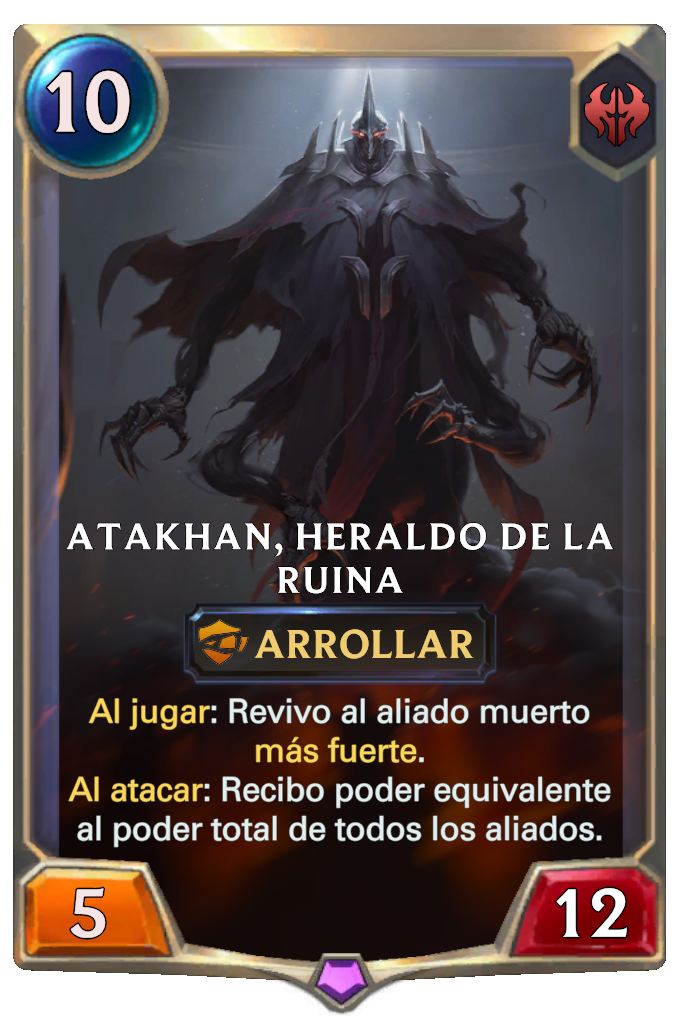 10
ATAKHAN, HERALDO DE LA
RUINA
ARROLLAR
Al jugar: Revivo al aliado muerto
más fuerte.
Al atacar: Recibo poder equivalente
al poder total de todos los aliados.
5
12